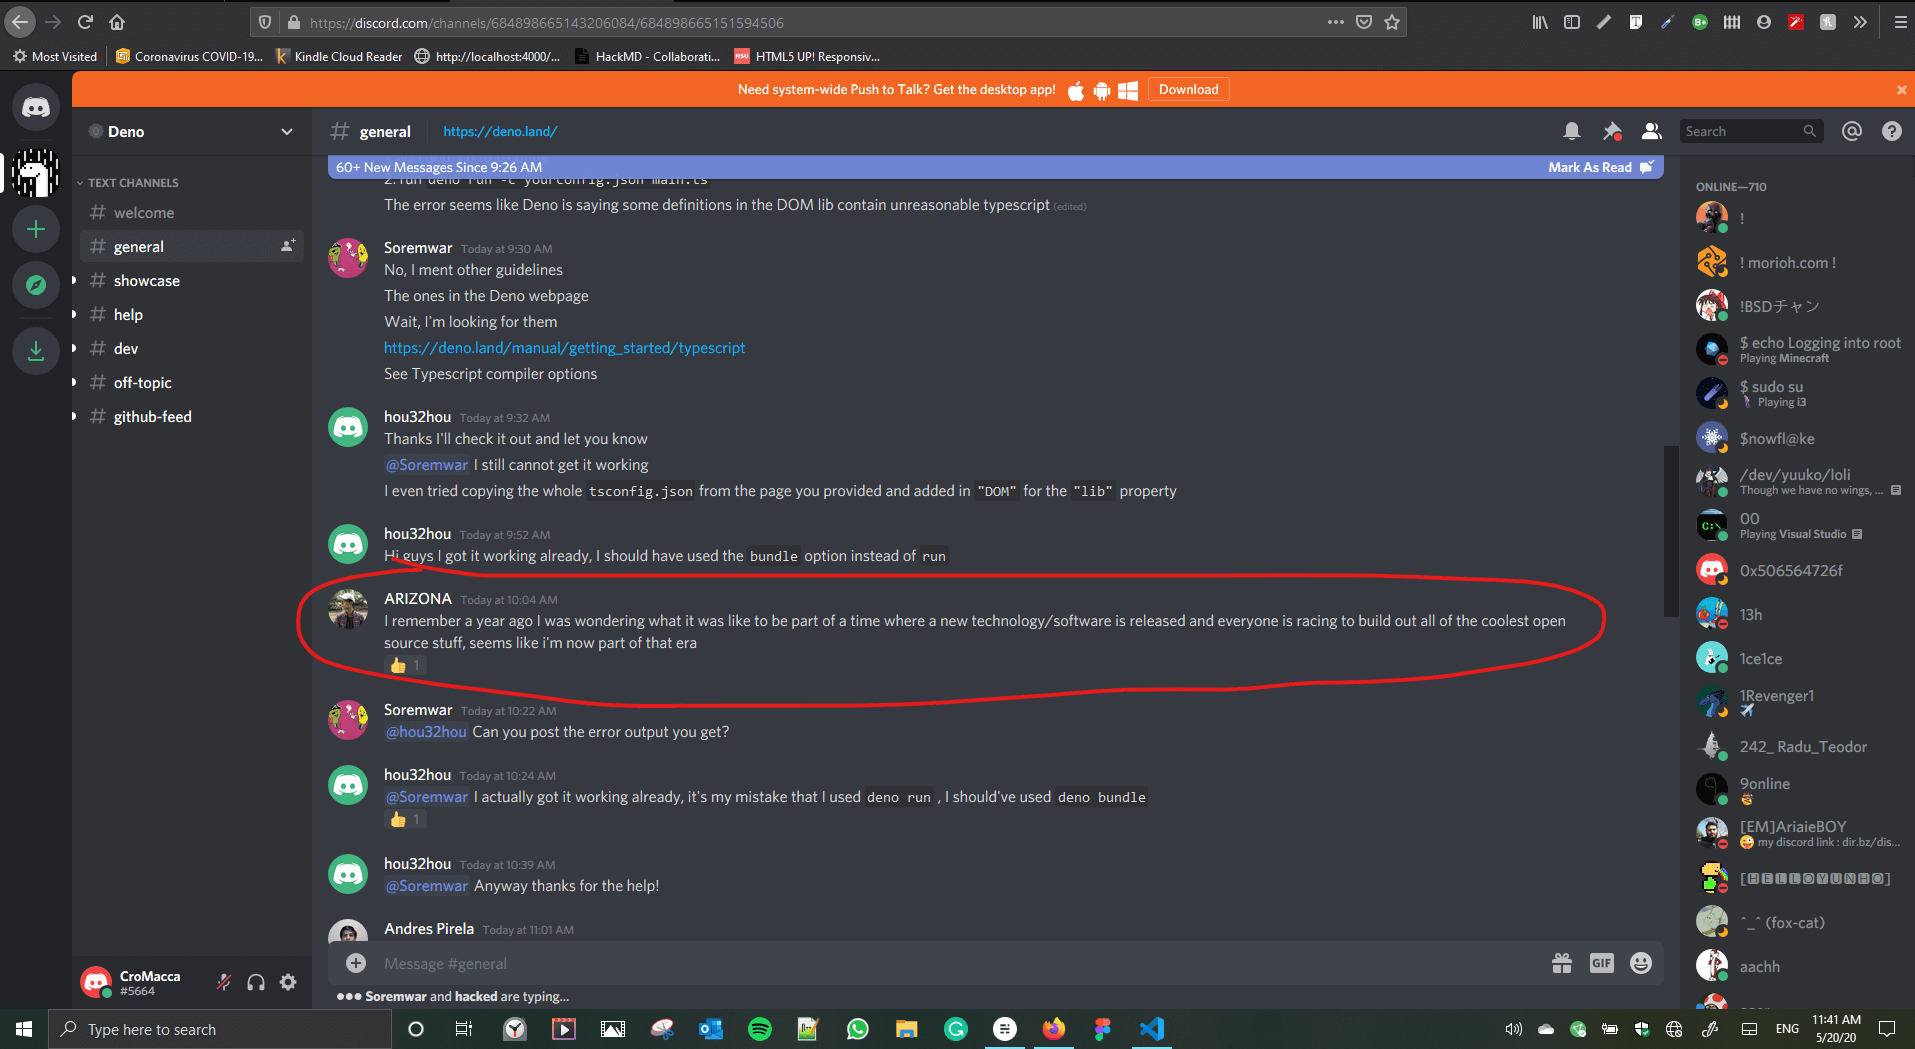 https://discord.com/channels/684898665143206084/684898665151594506
Most Visited
Coronavirus COVID-19...
Kindle Cloud Reader
http://localhost:4000/...
HackMD - Collaborati...
HTML5 UP! Responsiv...
Need system-wide Push to Talk? Get the desktop app!
Download
Deno
# general
https://deno.land/
Search
60+ New Messages Since 9:26 AM
Mark As Read
TEXT CHANNELS
# welcome
# general
# showcase
# help
# dev
# off-topic
# github-feed
2. run deno run -c yourconfig.json main.ts
The error seems like Deno is saying some definitions in the DOM lib contain unreasonable typescript (edited)
Soremwar Today at 9:30 AM
No, I ment other guidelines
The ones in the Deno webpage
Wait, I'm looking for them
https://deno.land/manual/getting_started/typescript
See Typescript compiler options
hou32hou Today at 9:32 AM
Thanks I'll check it out and let you know
@Soremwar I still cannot get it working
I even tried copying the whole tsconfig.json from the page you provided and added in "DOM" for the "lib" property
hou32hou Today at 9:52 AM
Hi guys I got it working already, I should have used the bundle option instead of run
ARIZONA Today at 10:04 AM
I remember a year ago I was wondering what it was like to be part of a time where a new technology/software is released and everyone is racing to build out all of the coolest open
source stuff, seems like i'm now part of that era
👍 1
Soremwar Today at 10:22 AM
@hou32hou Can you post the error output you get?
hou32hou Today at 10:24 AM
@Soremwar I actually got it working already, it's my mistake that I used deno run , I should've used deno bundle
👍 1
hou32hou Today at 10:39 AM
@Soremwar Anyway thanks for the help!
Andres Pirela Today at 11:01 AM
Message #general
GIF
Soremwar and hacked are typing...
CroMacca
#5664
ONLINE—710
!
! morioh.com !
!BSDチャン
$ echo Logging into root
Playing Minecraft
$ sudo su
Playing i3
$nowfl@ke
/dev/yuuko/loli
Though we have no wings, ...
00
Playing Visual Studio
0x506564726f
13h
1ce1ce
1Revenger1
242_ Radu_Teodor
9online
[EM]AriaieBOY
my discord link : dir.bz/dis...
[🅷🅴🅻🅻🅾🆈🆄🅽🅷🅾]
^_^ (fox-cat)
aachh
Type here to search
ENG
11:41 AM
5/20/20